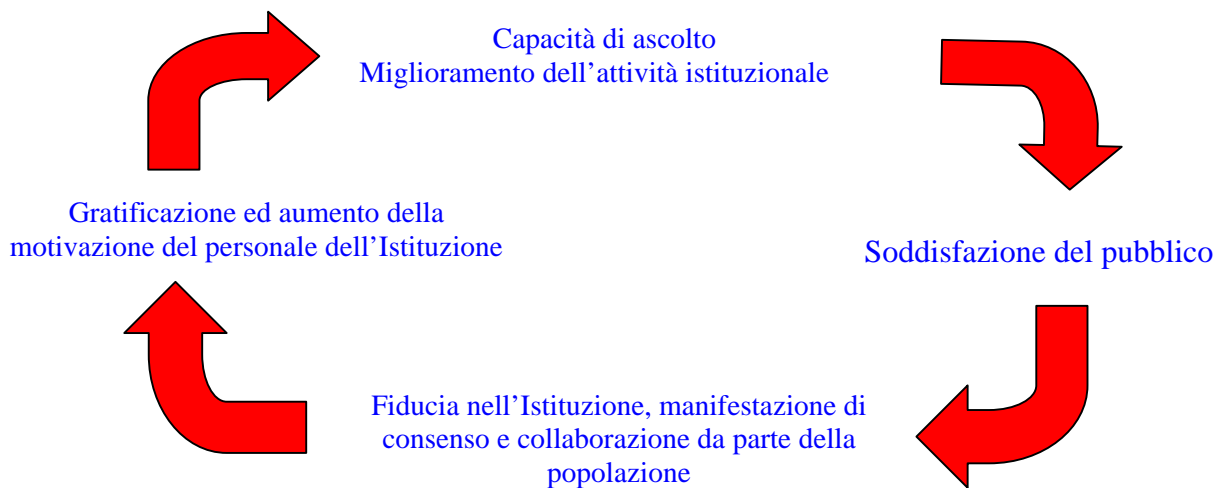 Capacità di ascolto
Miglioramento dell’attività istituzionale
Gratificazione ed aumento della
motivazione del personale dell’Istituzione
Soddisfazione del pubblico
Fiducia nell’Istituzione, manifestazione di
consenso e collaborazione da parte della
popolazione